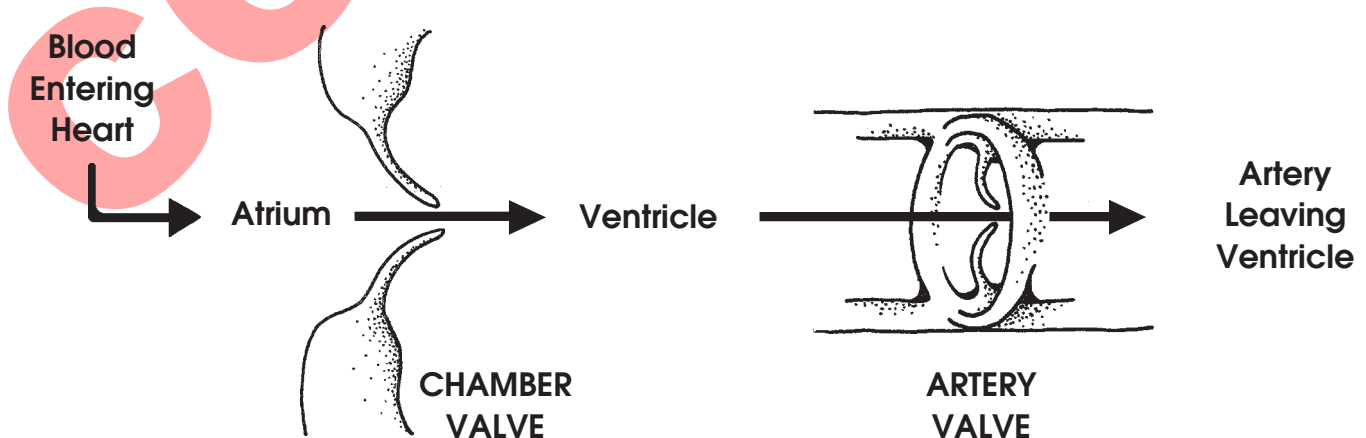 Blood
Entering
Heart
Atrium
Ventricle
Artery
Leaving
Ventricle
CHAMBER
VALVE
ARTERY
VALVE